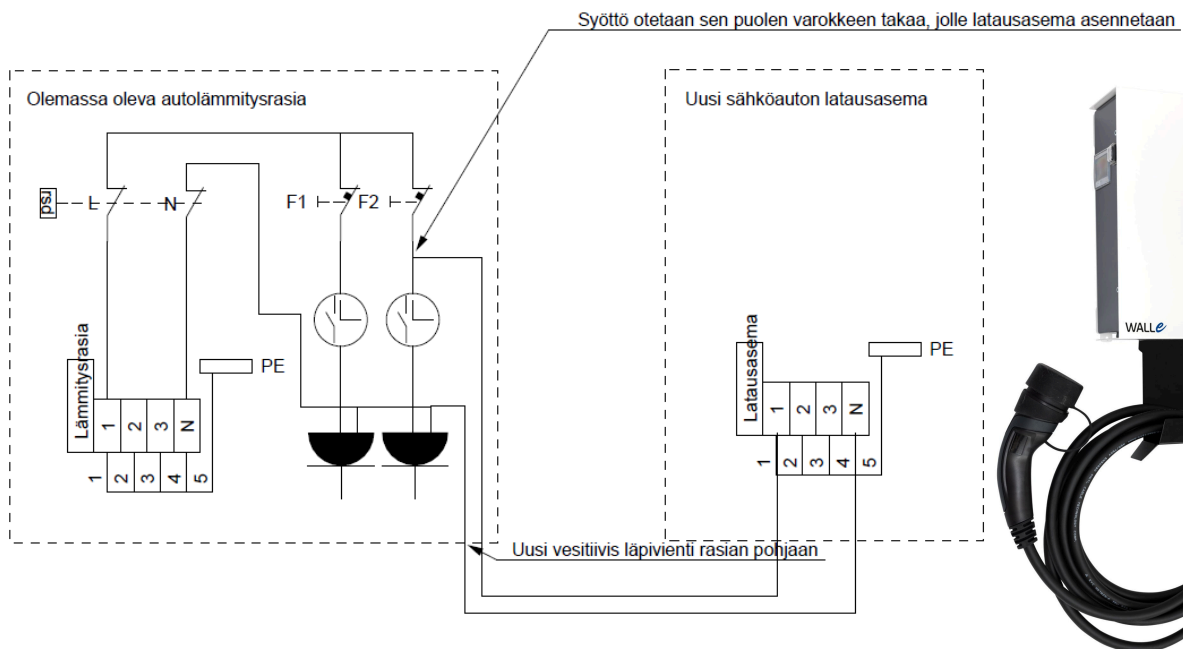 Syöttö otetaan sen puolen varokkeen takaa, jolle latausasema asennetaan
Olemassa oleva autolämmitysrasia
Uusi sähköauton latausasema
rsd
L
N
F1
F2
Lämmitysrasia
PE
1 2 3 N
1 2 3 4 5
Latausasema
PE
1 2 3 N
1 2 3 4 5
Uusi vesitiivis läpivienti rasian pohjaan
WALLe